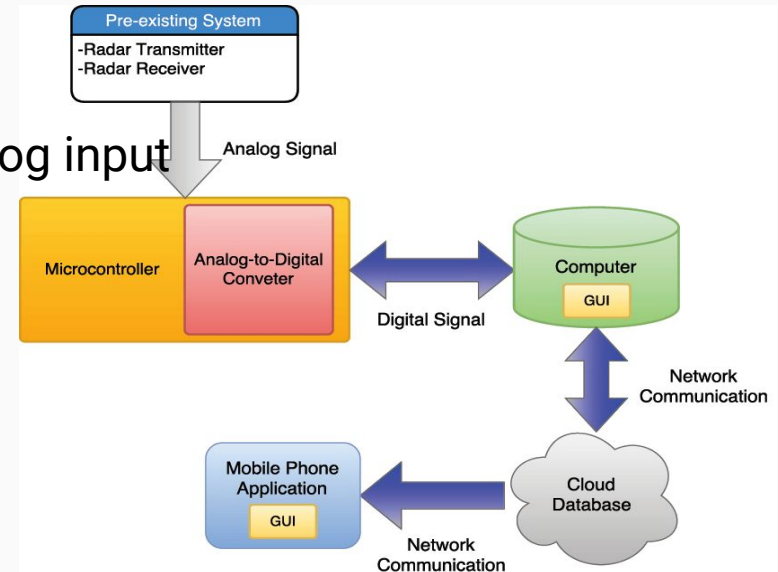 Pre-existing System
-Radar Transmitter
-Radar Receiver
og input
Analog Signal
Microcontroller
Analog-to-Digital
Conveter
Computer
GUI
Digital Signal
Network
Communication
Mobile Phone
Application
GUI
Cloud
Database
Network
Communication